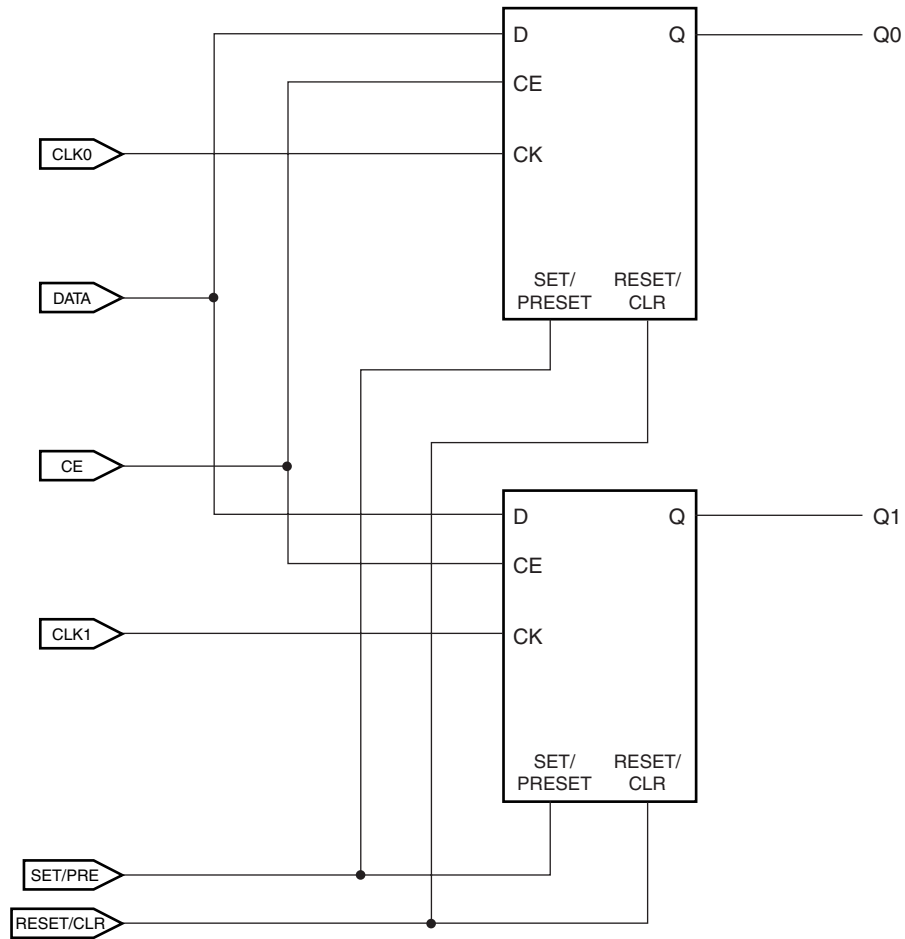 D
Q
Q0
CE
CLK0
CK
DATA
SET/
PRESET
RESET/
CLR
CE
D
Q
Q1
CE
CLK1
CK
SET/
PRESET
RESET/
CLR
SET/PRE
RESET/CLR